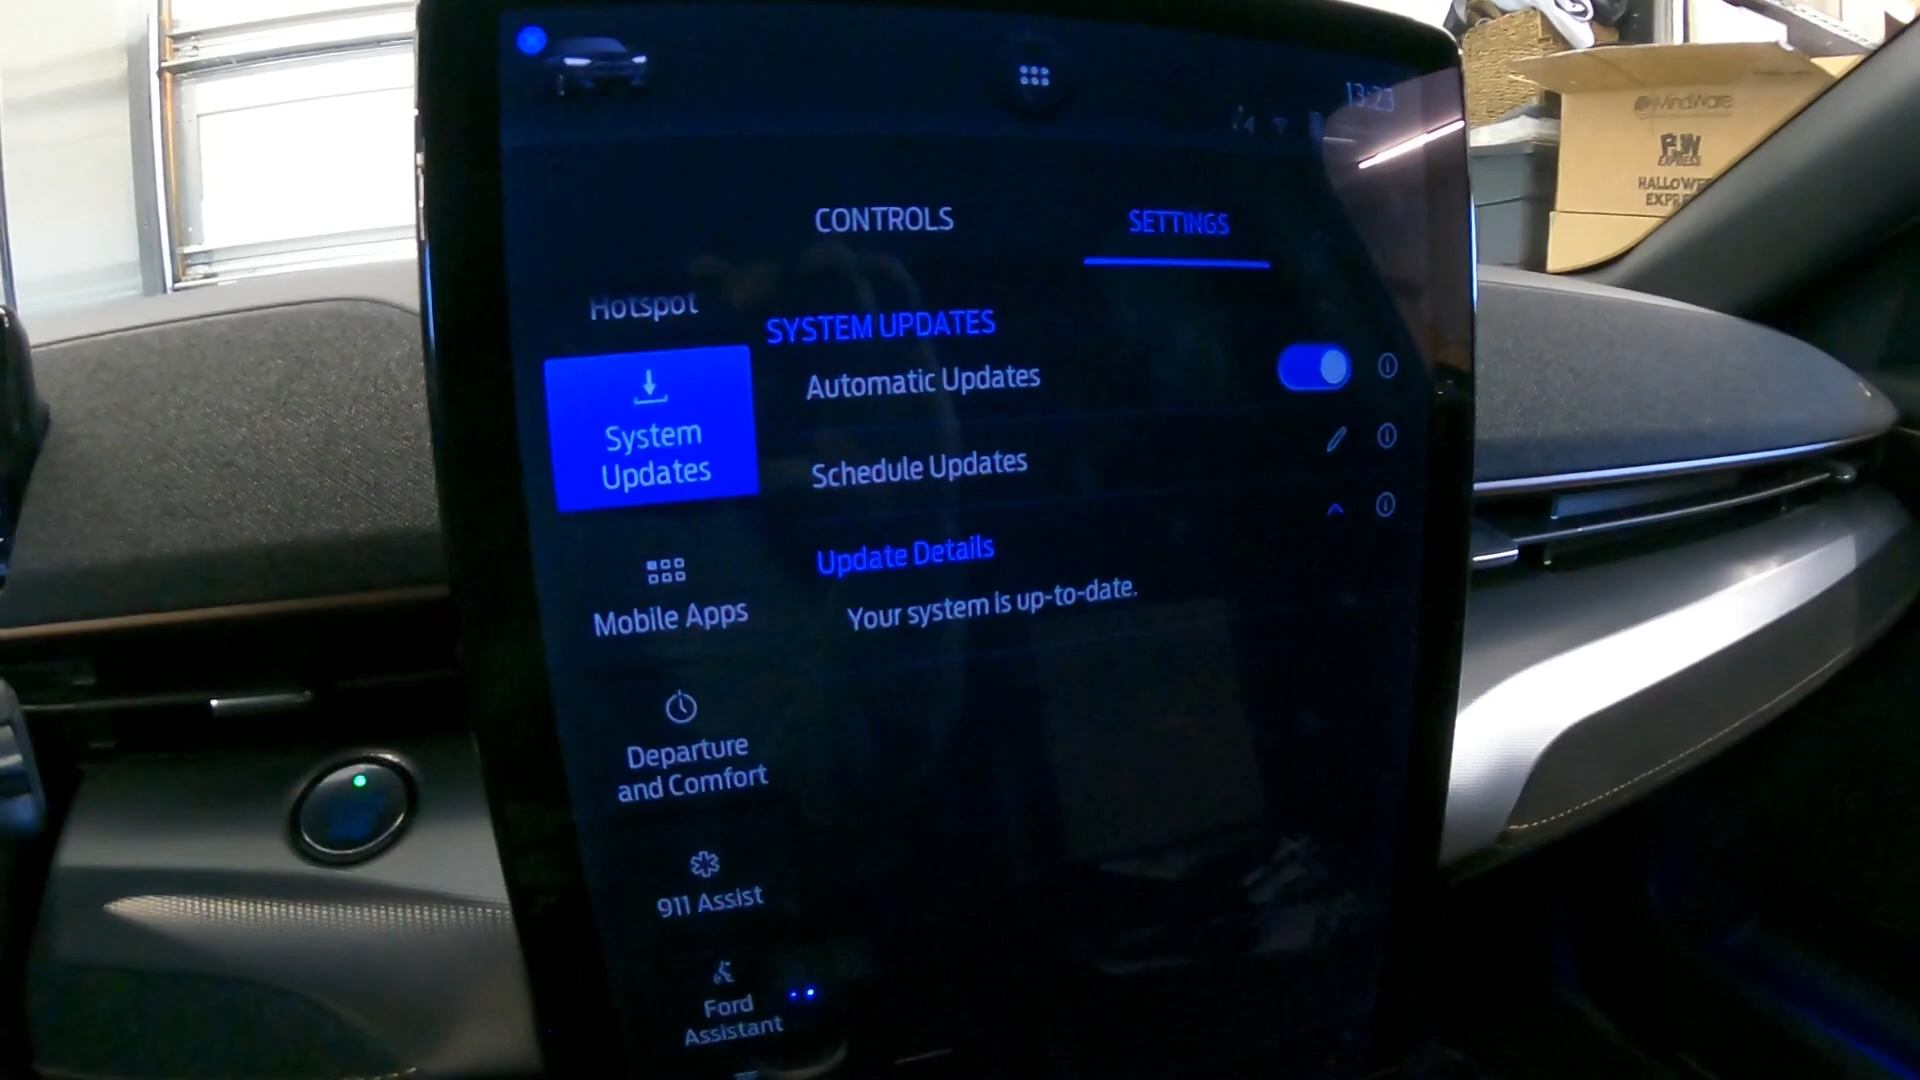 13:23
MindWare
FUN
EXPRESS
CONTROLS
SETTINGS
Hotspot
SYSTEM UPDATES
Automatic Updates
System
Updates
Schedule Updates
Update Details
Your system is up-to-date.
Mobile Apps
Departure
and Comfort
911 Assist
Ford
Assistant